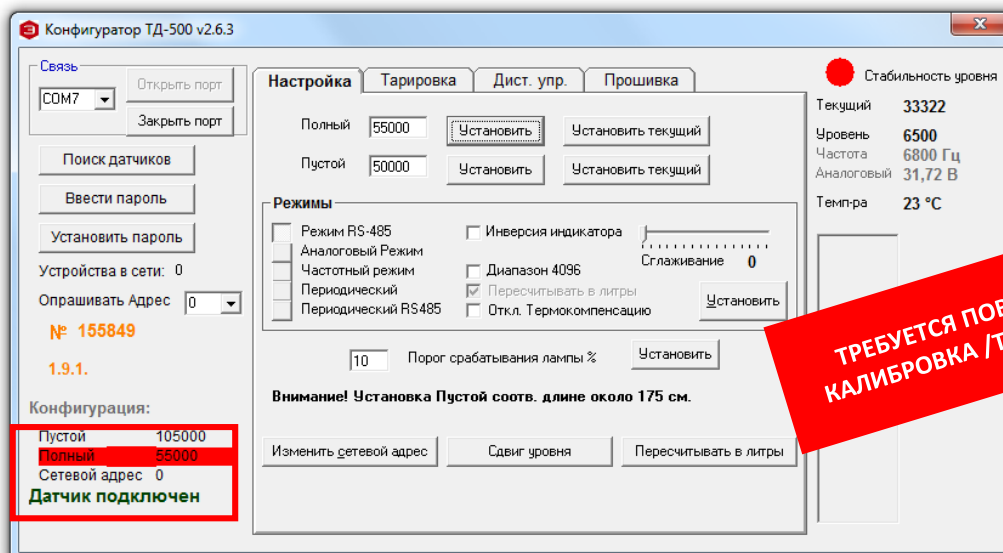 Конфигуратор ТД-500 v2.6.3
Связь
COM7
Открыть порт
Закрыть порт
Поиск датчиков
Ввести пароль
Установить пароль
Устройства в сети: 0
Опрашивать Адрес 0
№ 155849
1.9.1.
Конфигурация:
Пустой 105000
Полный 55000
Сетевой адрес 0
Датчик подключен
Настройка Тарировка Дист. упр. Прошивка
Полный 55000 Установить Установить текущий
Пустой 50000 Установить Установить текущий
Режимы
Режим RS-485
Аналоговый Режим
Частотный режим
Периодический
Периодический RS485
Инверсия индикатора
Диапазон 4096
Пересчитывать в литры
Откл. Термокомпенсацию
Сглаживание 0
Установить
10 Порог срабатывания лампы % Установить
Внимание! Установка Пустой соотв. длине около 175 см.
Изменить сетевой адрес Сдвиг уровня Пересчитывать в литры
Стабильность уровня
Текущий 33322
Уровень 6500
Частота 6800 Гц
Аналоговый 31,72 В
Темп-ра 23 °C
ТРЕБУЕТСЯ
КАЛИБРОВКА